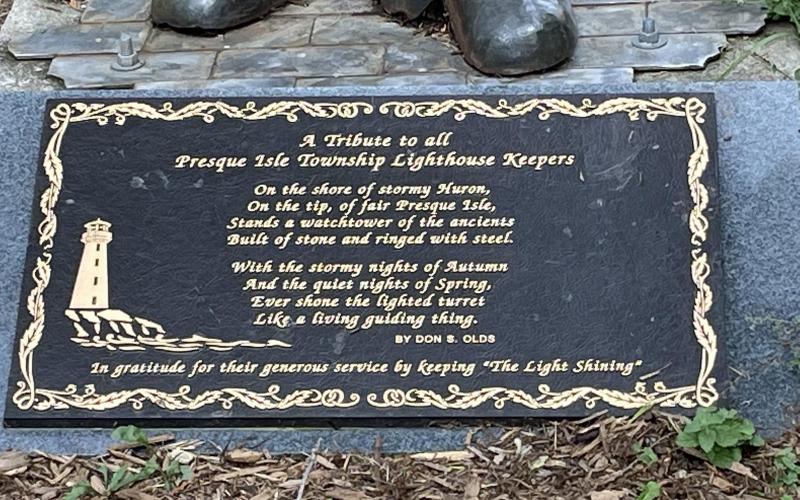 A Tribute to all
Presque Isle Township Lighthouse Keepers
On the shore of stormy Huron,
On the tip, of fair Presque Isle,
Stands a watchtower of the ancients
Built of stone and ringed with steel.
With the stormy nights of Autumn
And the quiet nights of Spring,
Ever shone the lighted turret
Like a living guiding thing.
BY DON S. OLDS
In gratitude for their generous service by keeping "The Light Shining"